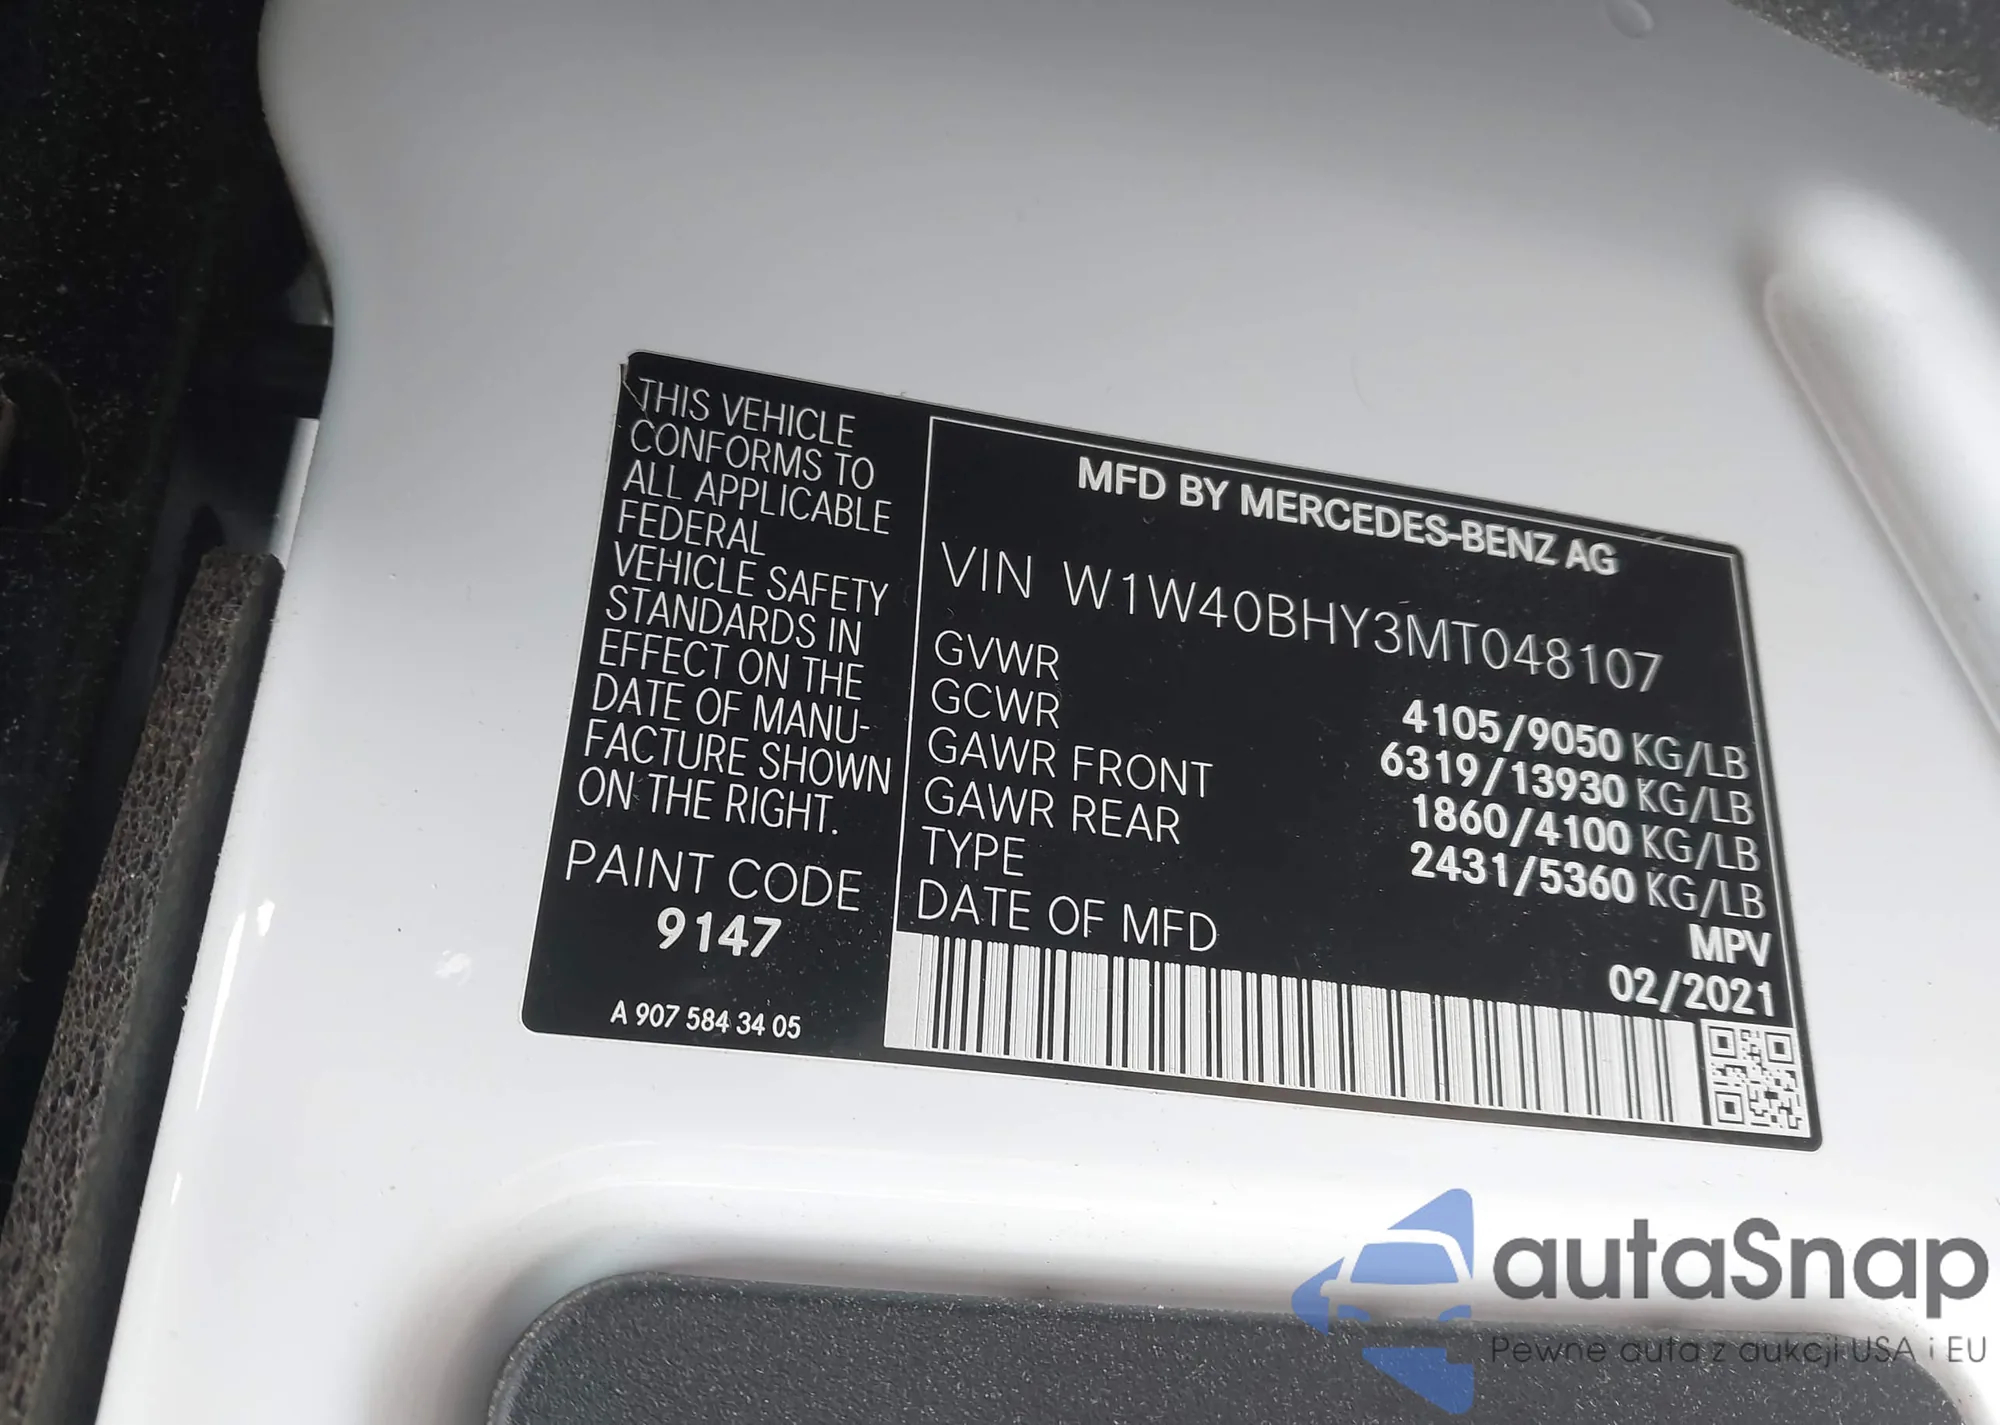 THIS VEHICLE
CONFORMS TO
ALL APPLICABLE
FEDERAL
VEHICLE SAFETY
STANDARDS IN
EFFECT ON THE
DATE OF MANU-
FACTURE SHOWN
ON THE RIGHT.
PAINT CODE
9147
A 907 584 34 05
MFD BY MERCEDES-BENZ AG
VIN W1W40BHY3MT048107
GVWR 4105/9050 KG/LB
GCWR 6319/13930 KG/LB
GAWR FRONT 1860/4100 KG/LB
GAWR REAR 2431/5360 KG/LB
TYPE MPV
DATE OF MFD 02/2021
autaSnap
Pewne auta z aukcji USA i EU